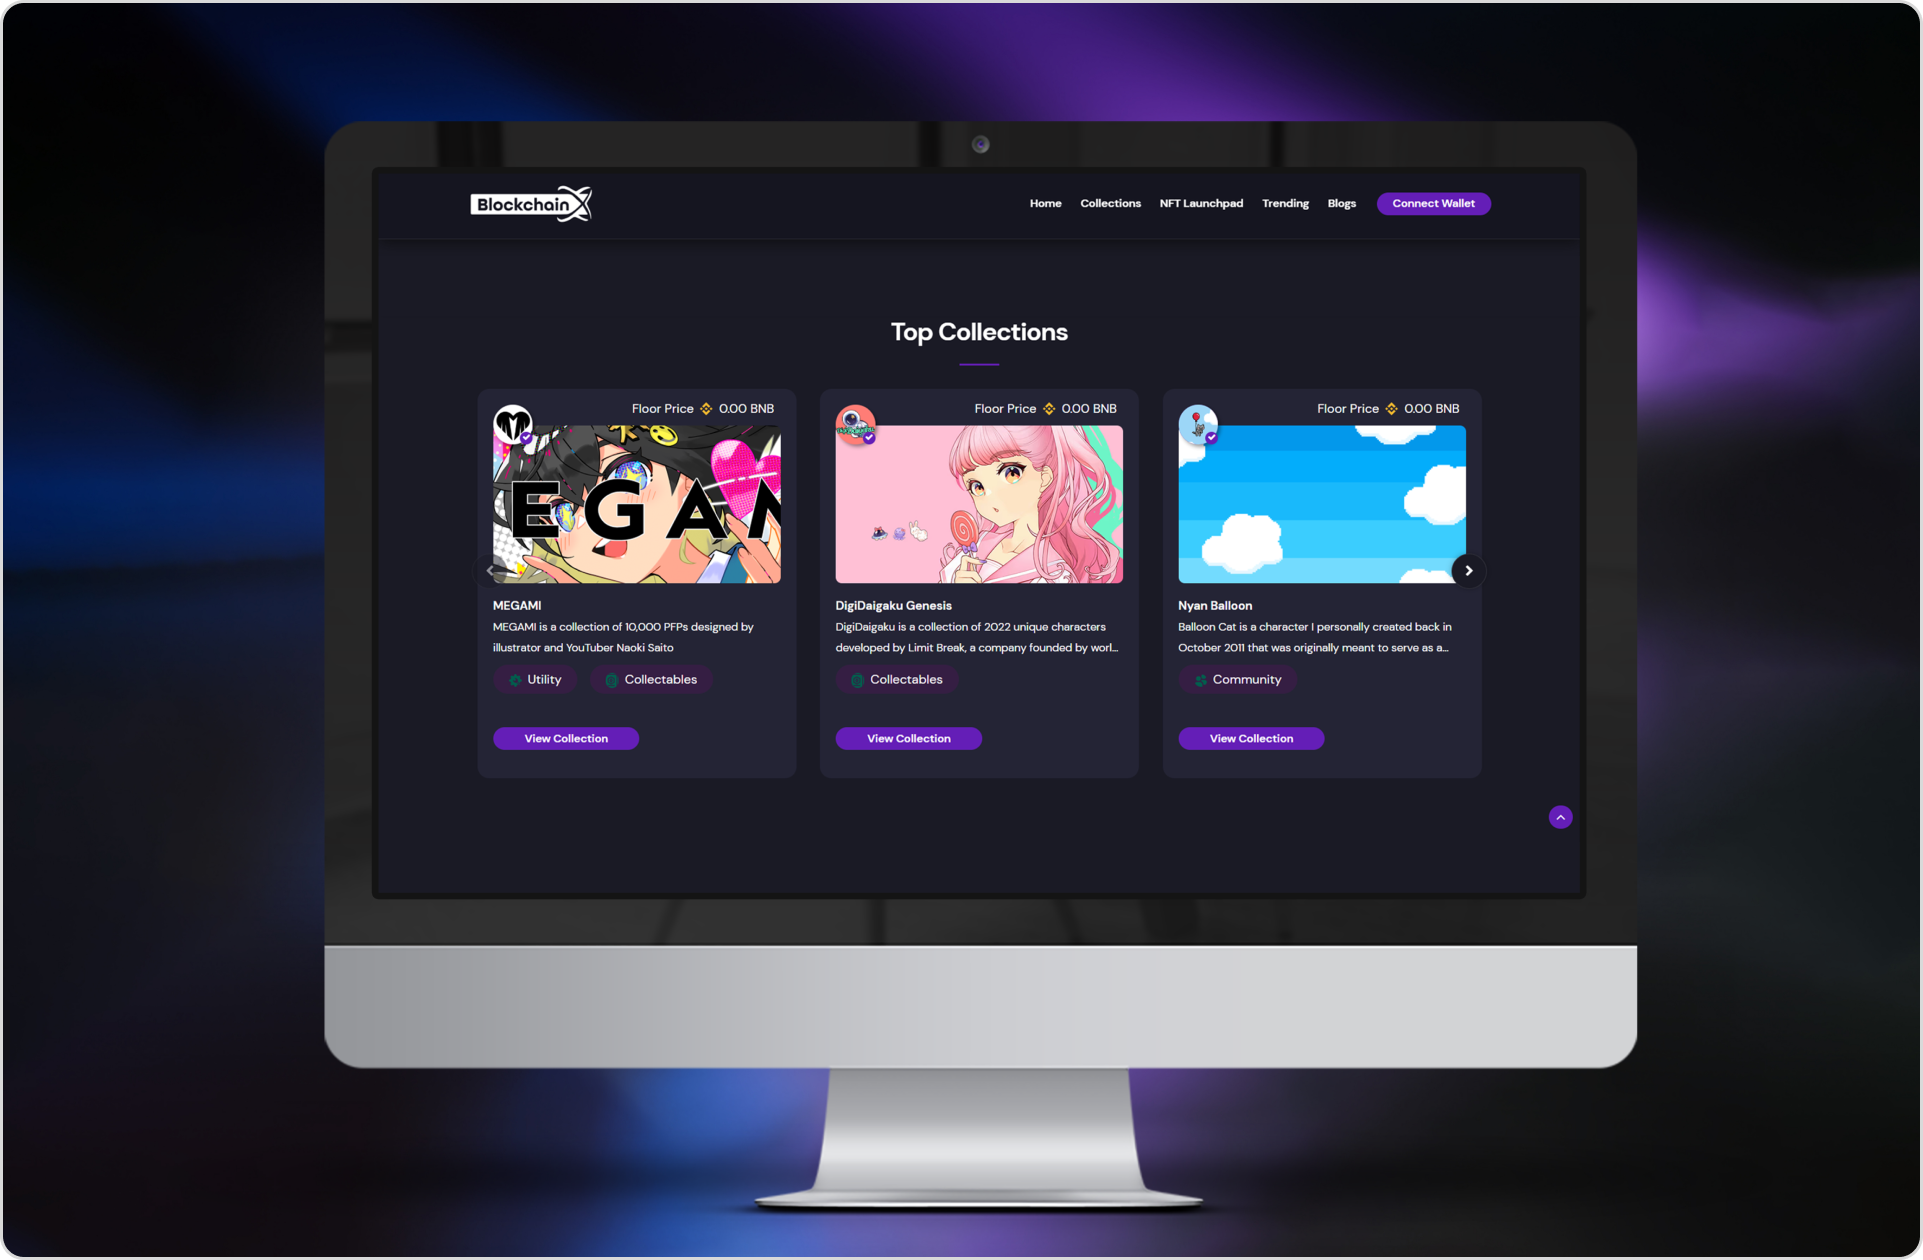 BlockchainX
Home Collections NFT Launchpad Trending Blogs Connect Wallet
Top Collections
Floor Price 0.00 BNB
EGAM
MEGAMI
MEGAMI is a collection of 10,000 PFPs designed by
illustrator and YouTuber Naoki Saito
Utility Collectables
View Collection
Floor Price 0.00 BNB
DigiDaigaku Genesis
DigiDaigaku is a collection of 2022 unique characters
developed by Limit Break, a company founded by worl...
Collectables
View Collection
Floor Price 0.00 BNB
Nyan Balloon
Balloon Cat is a character I personally created back in
October 2011 that was originally meant to serve as a...
Community
View Collection